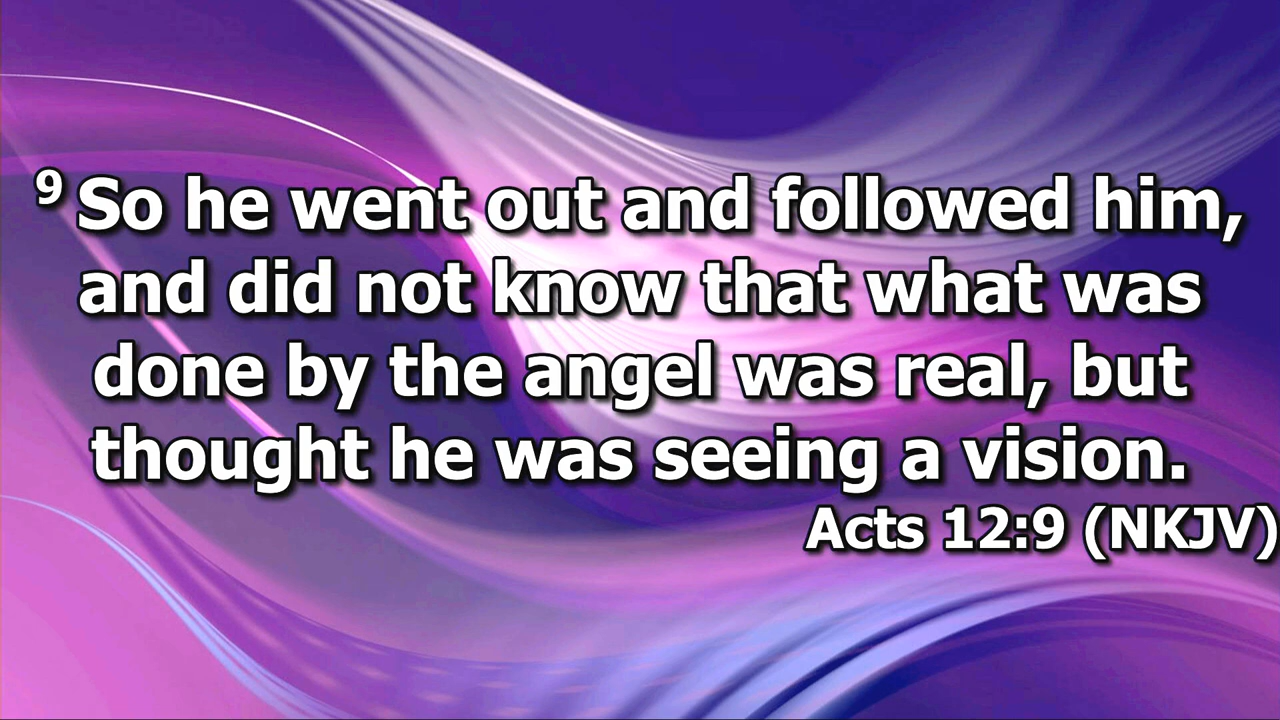 9 So he went out and followed him,
and did not know that what was
done by the angel was real, but
thought he was seeing a vision.
Acts 12:9 (NKJV)